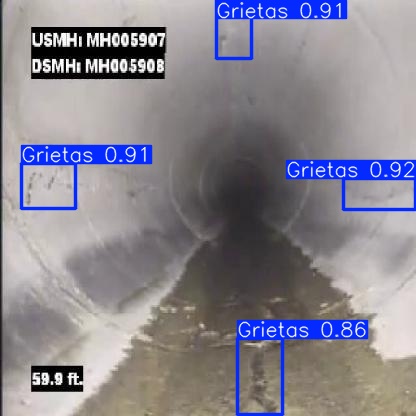 Grietas 0.91
USMH: MH005907
DSMH: MH005908
Grietas 0.91
Grietas 0.92
Grietas 0.86
59.9 ft.